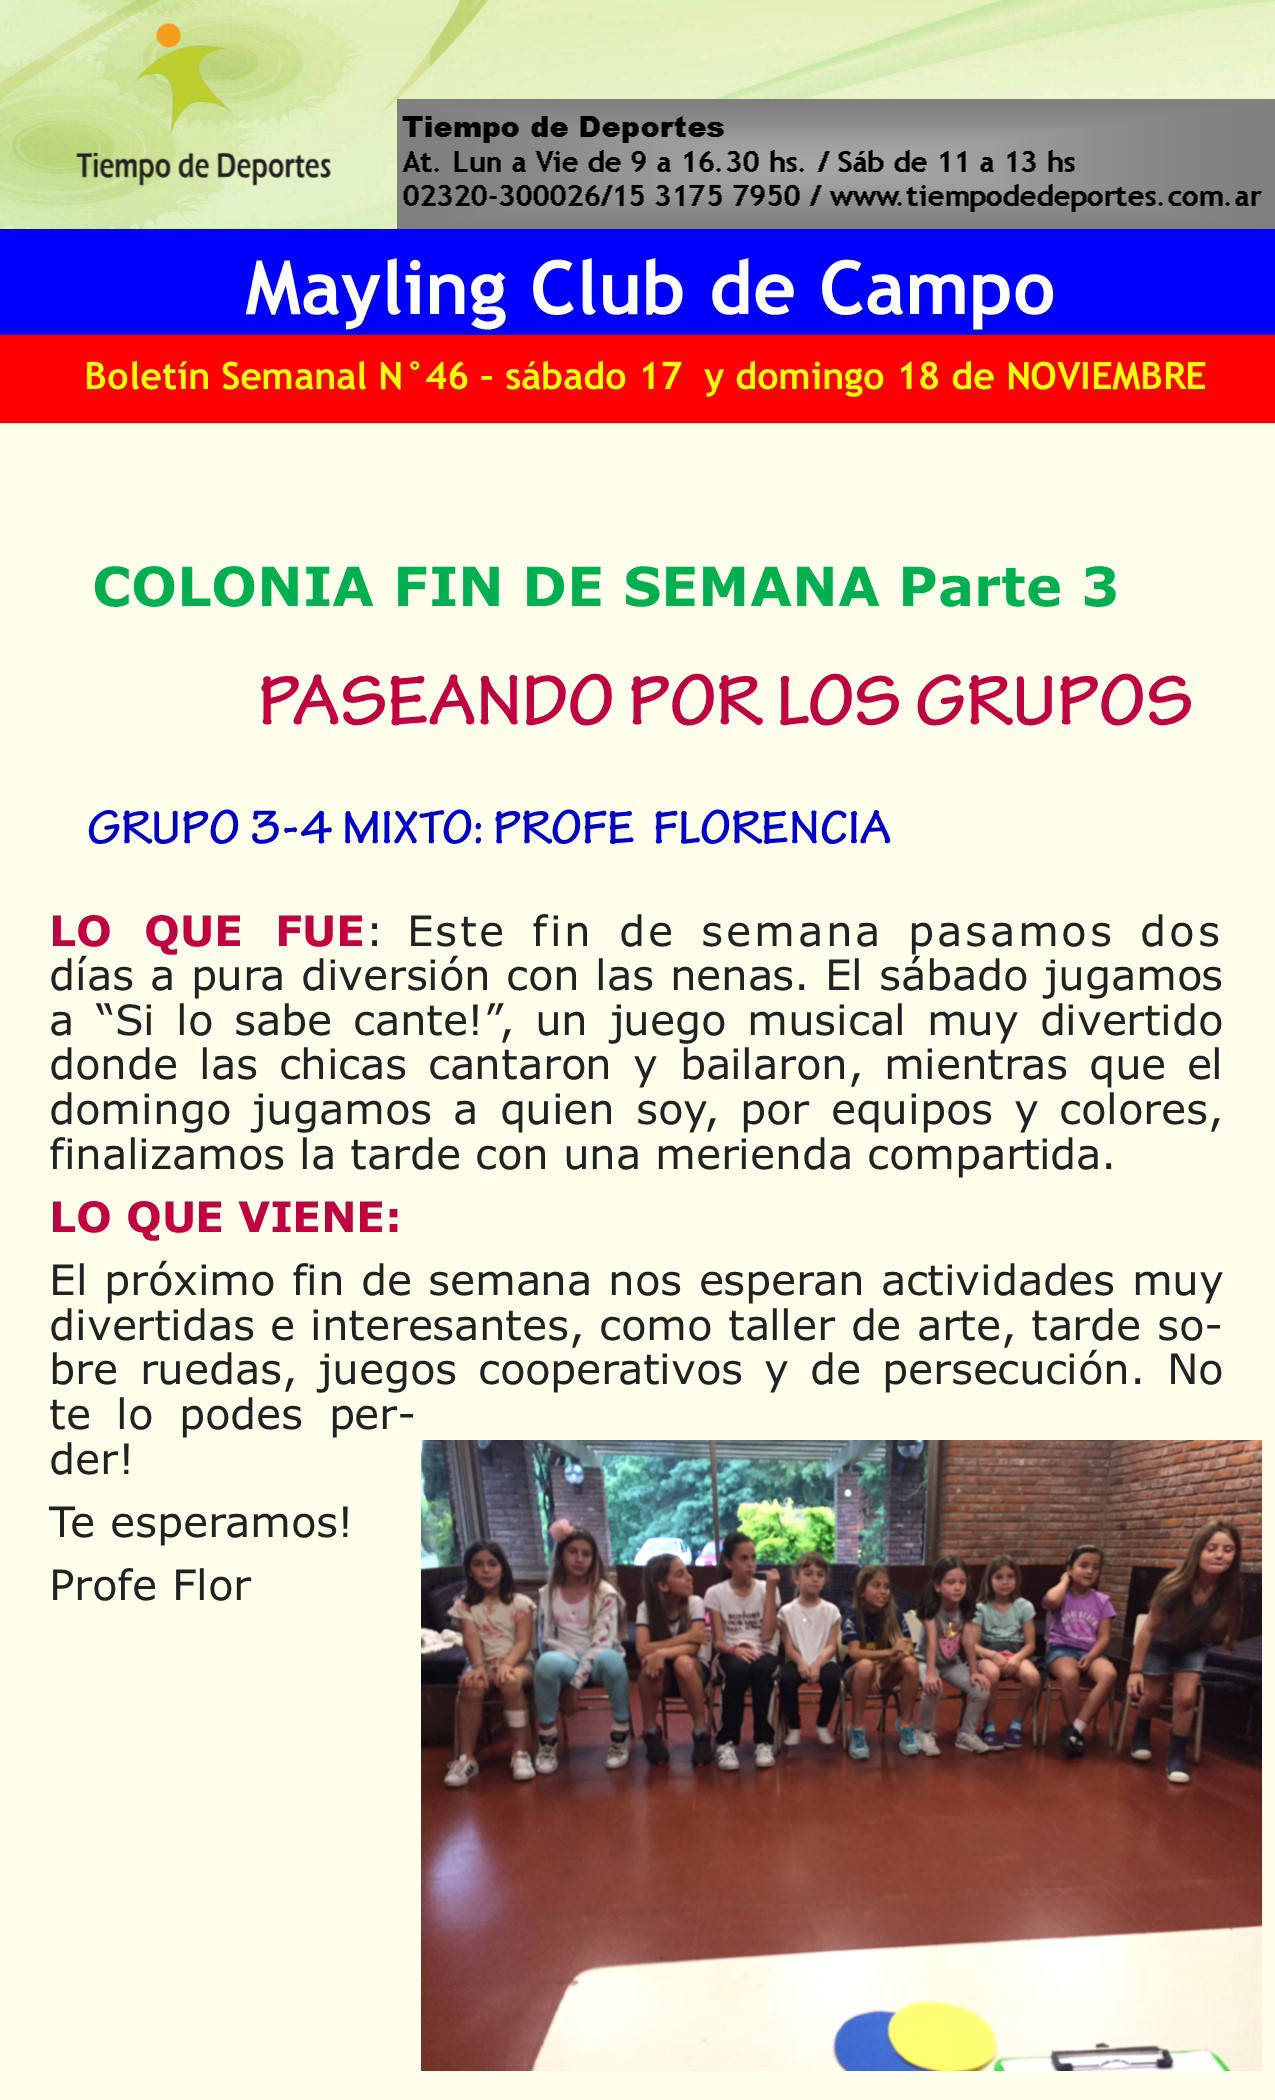 Tiempo de Deportes
Tiempo de Deportes
At. Lun a Vie de 9 a 16.30 hs. / Sáb de 11 a 13 hs
02320-300026/15 3175 7950 / www.tiempodedeportes.com.ar
Mayling Club de Campo
Boletín Semanal N°46 – sábado 17 y domingo 18 de NOVIEMBRE
COLONIA FIN DE SEMANA Parte 3
PASEANDO POR LOS GRUPOS
GRUPO 3-4 MIXTO: PROFE FLORENCIA
LO QUE FUE: Este fin de semana pasamos dos
días a pura diversión con las nenas. El sábado jugamos
a “Si lo sabe cante!”, un juego musical muy divertido
donde las chicas cantaron y bailaron, mientras que el
domingo jugamos a quien soy, por equipos y colores,
finalizamos la tarde con una merienda compartida.
LO QUE VIENE:
El próximo fin de semana nos esperan actividades muy
divertidas e interesantes, como taller de arte, tarde so-
bre ruedas, juegos cooperativos y de persecución. No
te lo podes per-
der!
Te esperamos!
Profe Flor